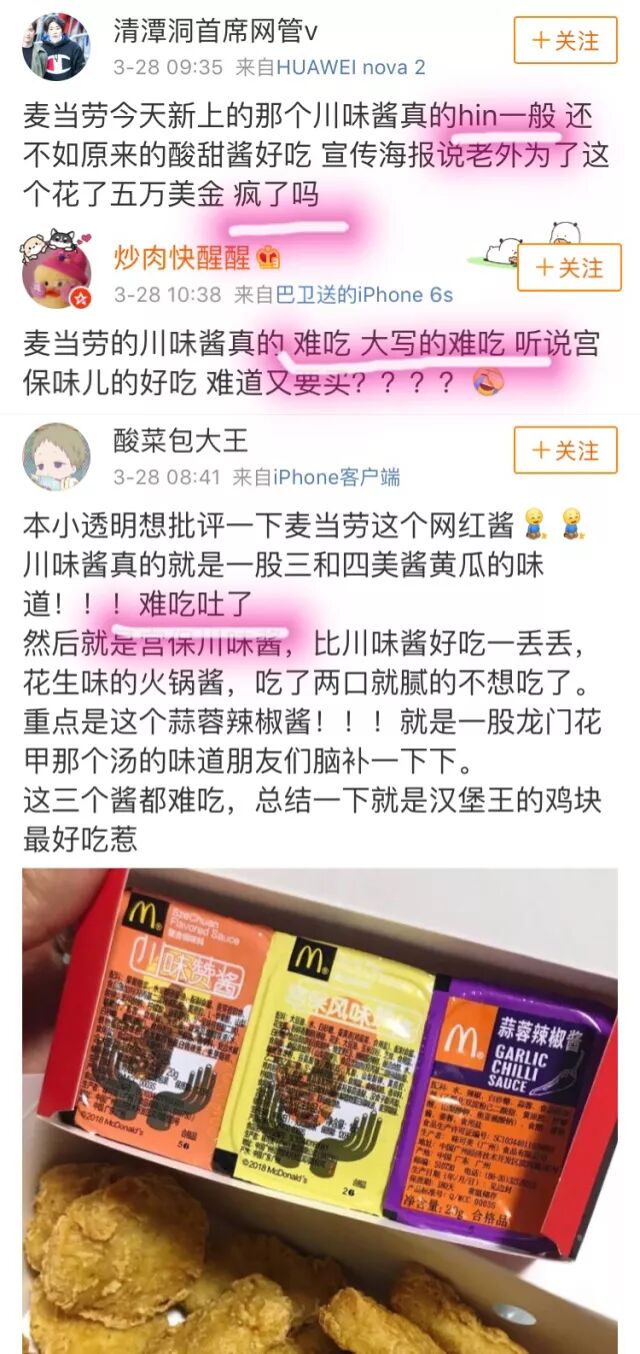 清潭洞首席网管v
+关注
3-28 09:35 来自HUAWEI nova 2
麦当劳今天新上的那个川味酱真的hin一般 还
不如原来的酸甜酱好吃 宣传海报说老外为了这
个花了五万美金 疯了吗
炒肉快醒醒
+关注
3-28 10:38 来自巴卫送的iPhone 6s
麦当劳的川味酱真的 难吃 大写的难吃 听说宫
保味儿的好吃 难道又要买？？？？
酸菜包大王
+关注
3-28 08:41 来自iPhone客户端
本小透明想批评一下麦当劳这个网红酱
川味酱真的就是一股三和四美酱黄瓜的味
道！！！难吃吐了
然后就是宫保川味酱，比川味酱好吃一丢丢，
花生味的火锅酱，吃了两口就腻的不想吃了。
重点是这个蒜蓉辣椒酱！！！就是一股龙门花
甲那个汤的味道朋友们脑补一下下。
这三个酱都难吃，总结一下就是汉堡王的鸡块
最好吃惹
SzeChuan
Flavored Sauce
川味赞酱
©2018 McDonald's
©2018 McDonald's
蒜蓉辣椒酱
GARLIC
CHILLI
SAUCE
净含量: 23g 合格品